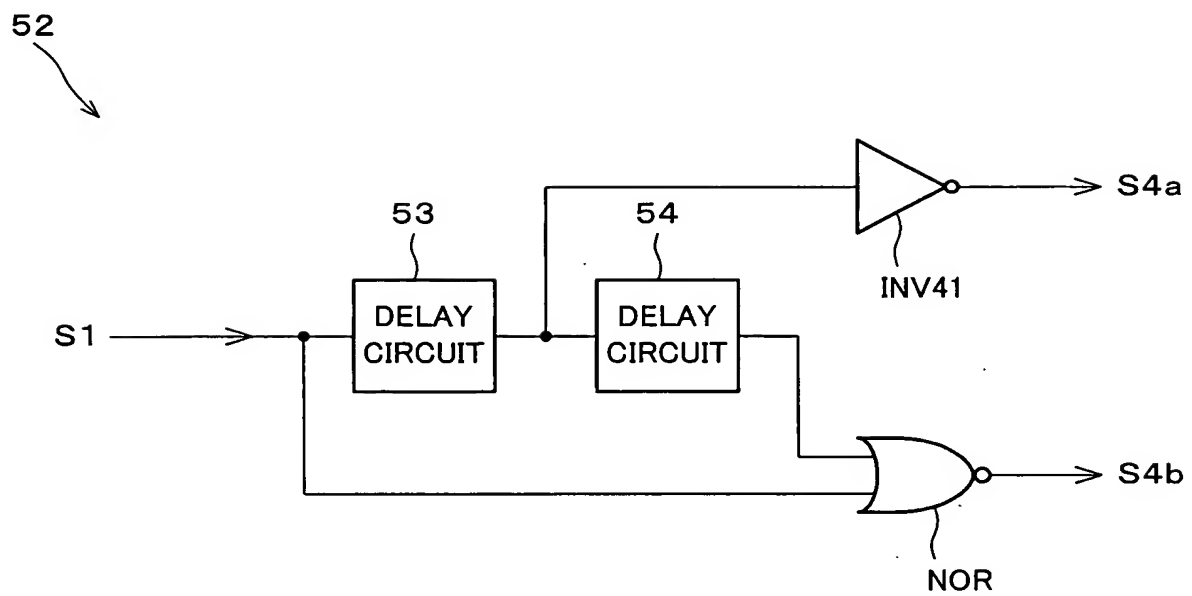 52
S4a
53
54
INV41
DELAY
CIRCUIT
DELAY
CIRCUIT
S1
S4b
NOR